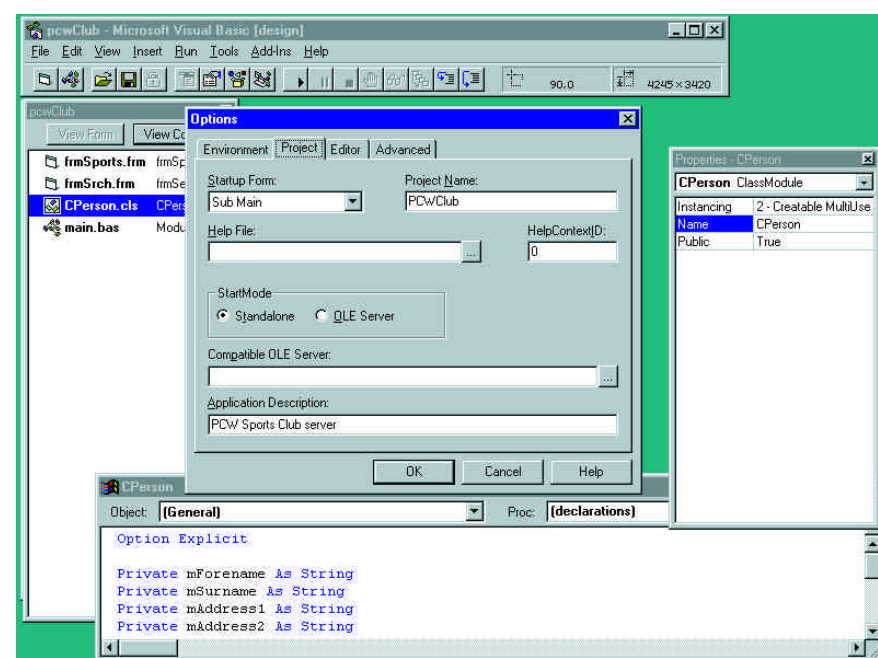 pcwClub - Microsoft Visual Basic [design]
File Edit View Insert Run Tools Add-Ins Help
90,0 4245 × 3420
pcwClub
View Form View Co
frmSports.frm frmSp
frmSrch.frm frmSe
CPerson.cls CPers
main.bas Modu
Options
Environment Project Editor Advanced
Startup Form: Project Name:
Sub Main PCWClub
Help File: HelpContextID:
... 0
StartMode
Standalone OLE Server
Compatible OLE Server:
...
Application Description:
PCW Sports Club server
OK Cancel Help
Properties - CPerson
CPerson ClassModule
Instancing 2 - Creatable MultiUse
Name CPerson
Public True
CPerson
Object: (General) Proc: (declarations)
Option Explicit
Private mForename As String
Private mSurname As String
Private mAddress1 As String
Private mAddress2 As String